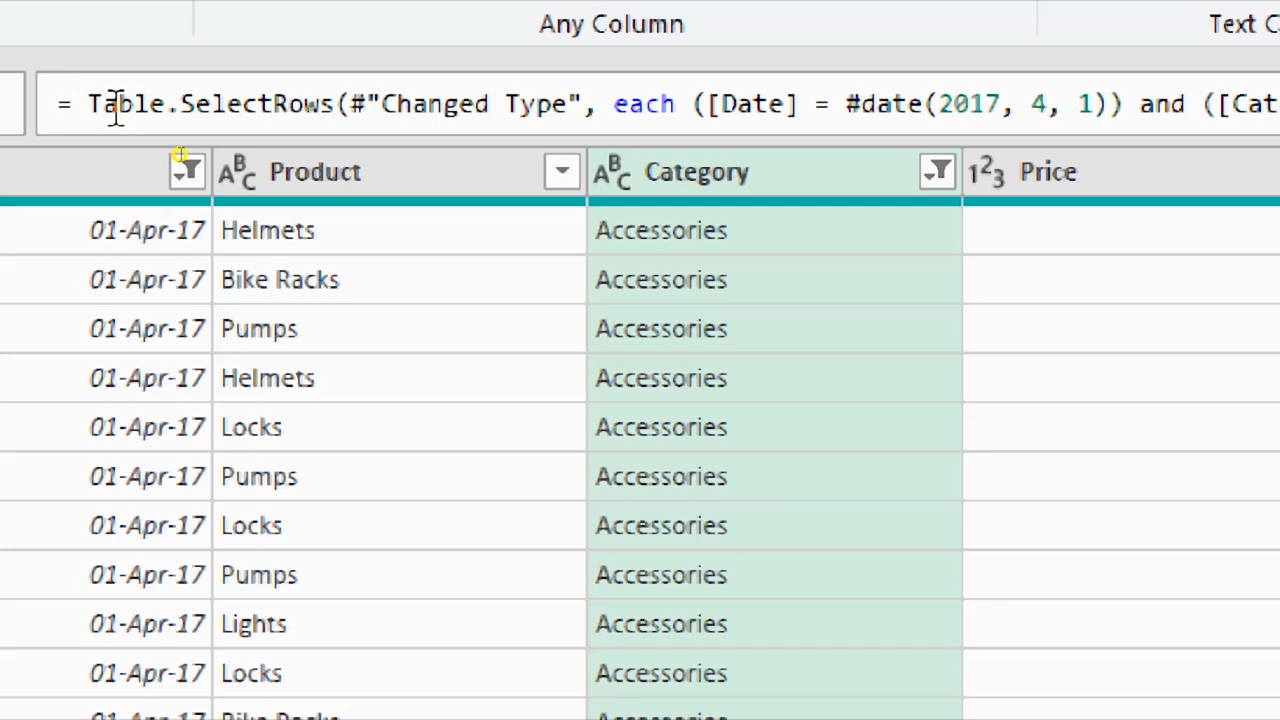 Any Column Text C
= Table.SelectRows(#"Changed Type", each ([Date] = #date(2017, 4, 1)) and ([Cat
ABC Product ABC Category 123 Price
01-Apr-17 Helmets Accessories
01-Apr-17 Bike Racks Accessories
01-Apr-17 Pumps Accessories
01-Apr-17 Helmets Accessories
01-Apr-17 Locks Accessories
01-Apr-17 Pumps Accessories
01-Apr-17 Locks Accessories
01-Apr-17 Pumps Accessories
01-Apr-17 Lights Accessories
01-Apr-17 Locks Accessories